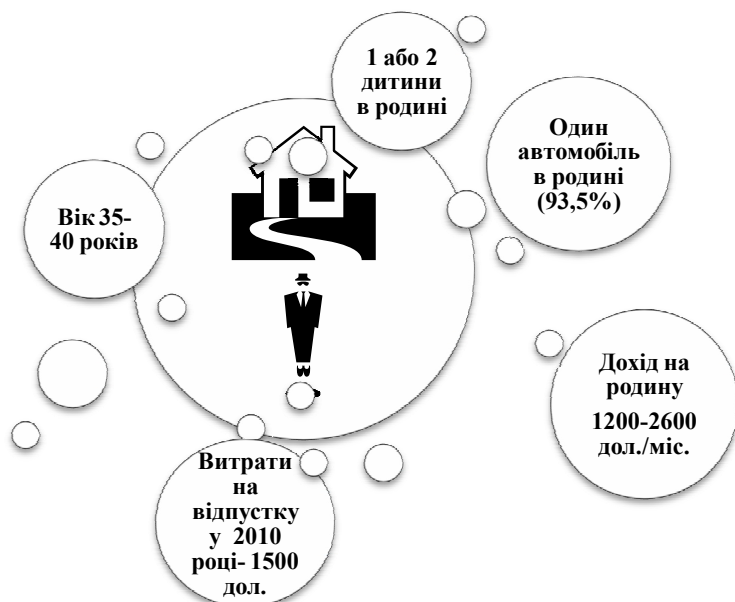 1 або 2
дитини
в родині
Один
автомобіль
в родині
(93,5%)
Вік 35-
40 років
Дохід на
родину
1200-2600
дол./міс.
Витрати
на
відпустку
у 2010
році- 1500
дол.